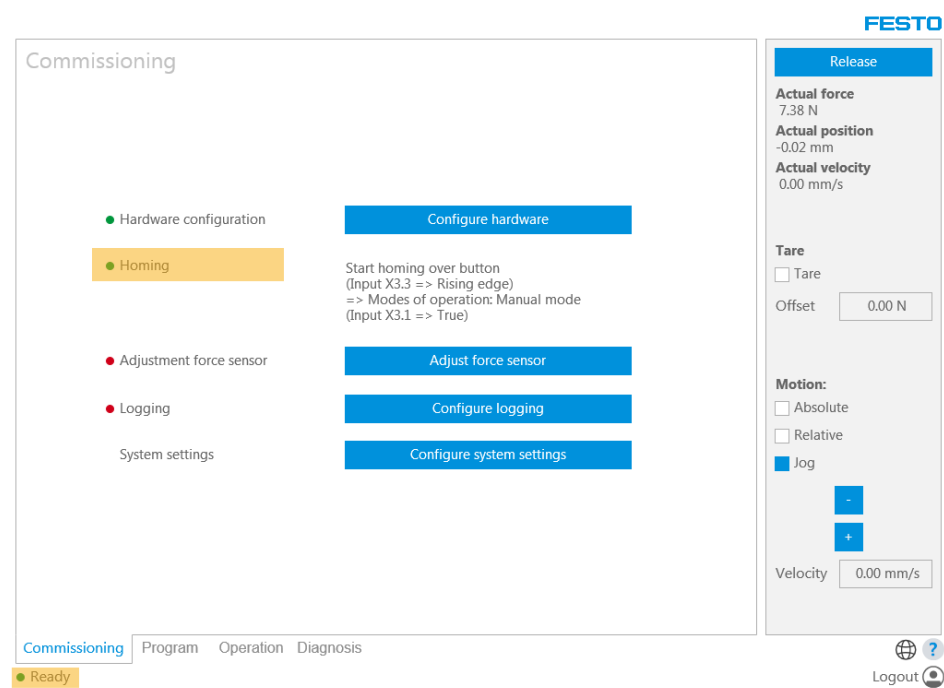 FESTO
Commissioning
Release
Actual force
7.38 N
Actual position
-0.02 mm
Actual velocity
0.00 mm/s
Hardware configuration
Configure hardware
Homing
Start homing over button
(Input X3.3 => Rising edge)
=> Modes of operation: Manual mode
(Input X3.1 => True)
Adjustment force sensor
Adjust force sensor
Logging
Configure logging
System settings
Configure system settings
Tare
Tare
Offset 0.00 N
Motion:
Absolute
Relative
Jog
-
+
Velocity 0.00 mm/s
Commissioning Program Operation Diagnosis
?
Ready
Logout